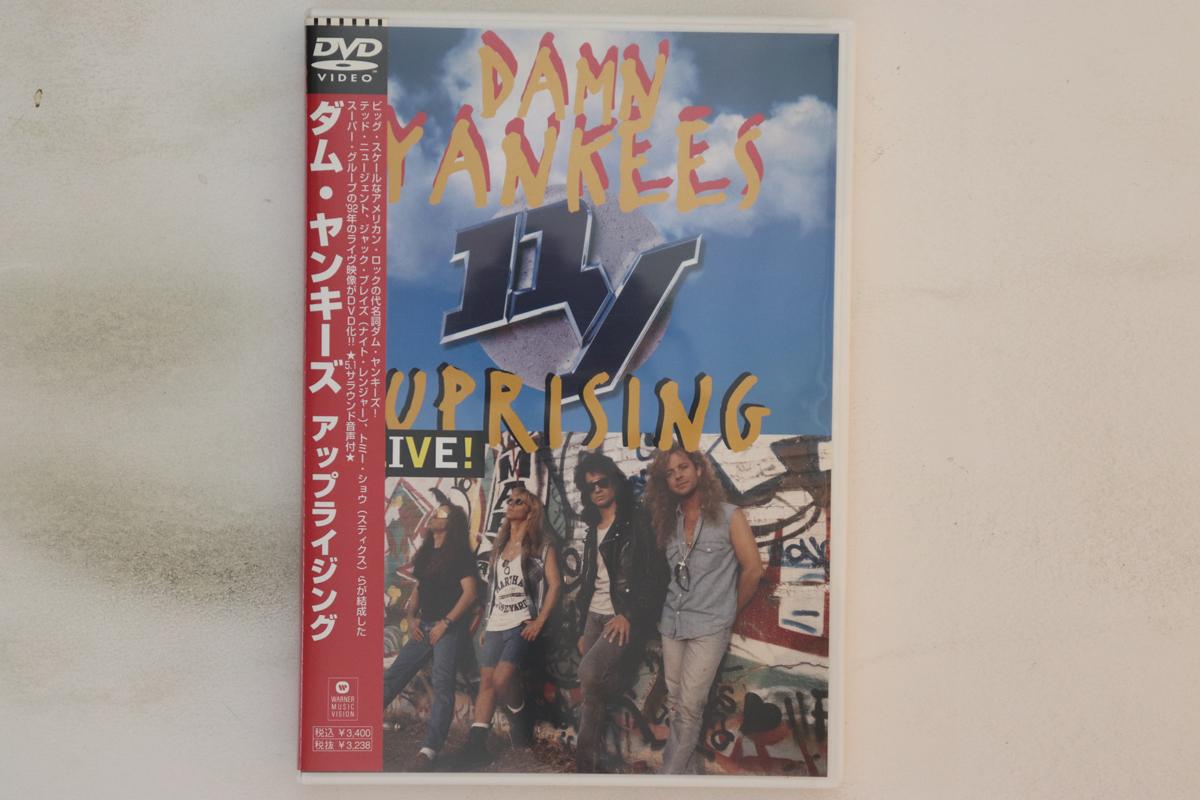 DVD
VIDEO
ダム・ヤンキーズ アップライジング
ビッグ・スケールなアメリカン・ロックの代名詞ダム・ヤンキーズ!
テッド・ニュージェント、ジャック・ブレイズ(ナイト・レンジャー)、トミー・ショウ(スティクス)らが結成した
スーパー・グループの'92年のライヴ映像がDVD化!! ★5.1サラウンド音声付★
WARNER
MUSIC
VISION
税込 ¥3,400
税抜 ¥3,238
DAMN
YANKEES
DY
UPRISING
LIVE!
MARTHA
VINEYARD